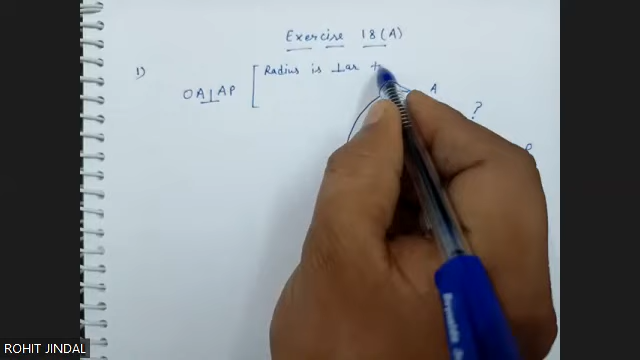 Exercise 18(A)
1) OA⊥AP [Radius is ⊥ar t
A
?
P
ROHIT JINDAL